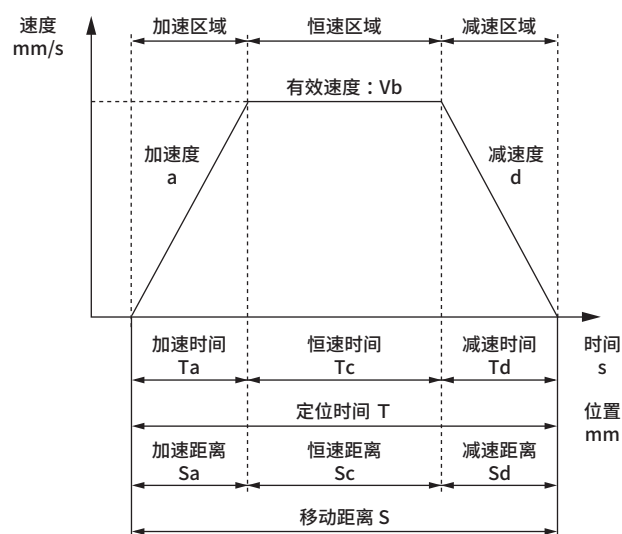 速度
mm/s
加速区域
恒速区域
减速区域
有效速度：Vb
加速度
a
减速度
d
加速时间
Ta
恒速时间
Tc
减速时间
Td
时间
s
定位时间 T
位置
mm
加速距离
Sa
恒速距离
Sc
减速距离
Sd
移动距离 S